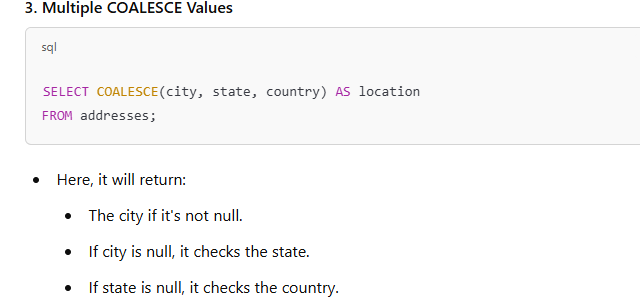 3. Multiple COALESCE Values
sql
SELECT COALESCE(city, state, country) AS location
FROM addresses;
• Here, it will return:
• The city if it's not null.
• If city is null, it checks the state.
• If state is null, it checks the country.